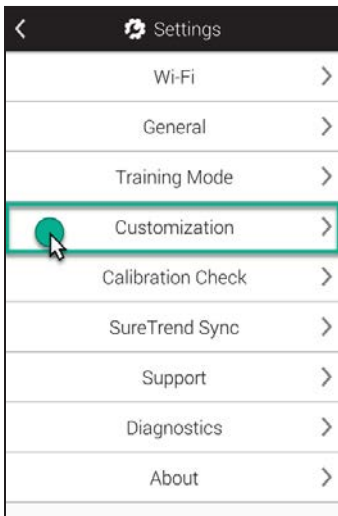 Settings
Wi-Fi
General
Training Mode
Customization
Calibration Check
SureTrend Sync
Support
Diagnostics
About